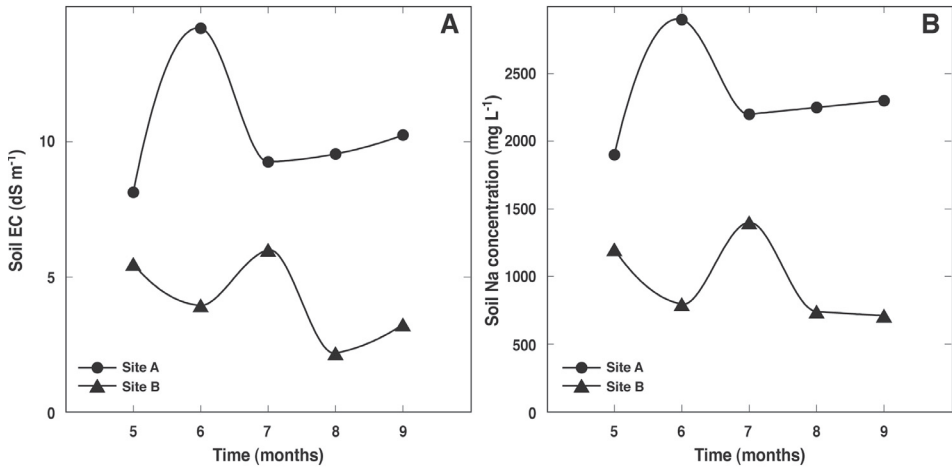 A
Soil EC (dS m⁻¹)
10
5
0
Site A
Site B
5 6 7 8 9
Time (months)
B
Soil Na concentration (mg L⁻¹)
2500
2000
1500
1000
500
0
Site A
Site B
5 6 7 8 9
Time (months)